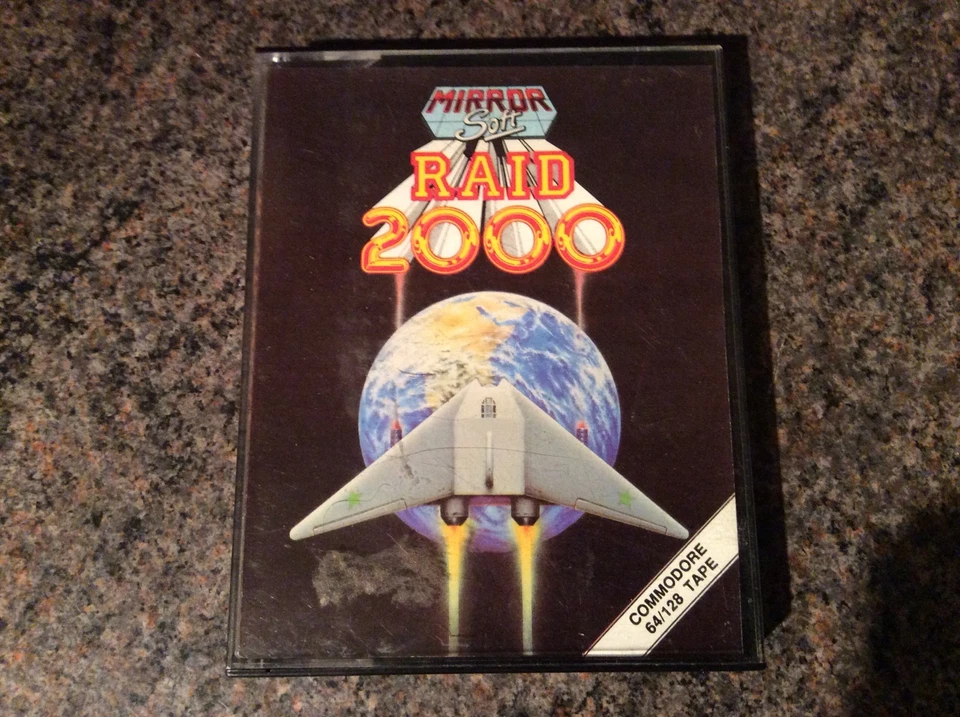 MIRROR
Soft
RAID
2000
COMMODORE
64/128 TAPE